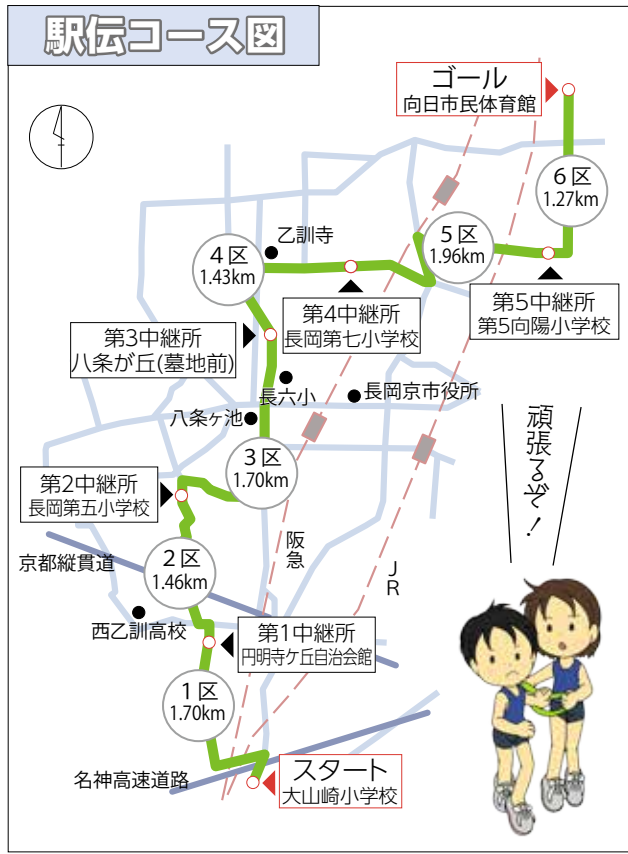 駅伝コース図
ゴール
向日市民体育館
6区
1.27km
5区
1.96km
乙訓寺
4区
1.43km
第5中継所
第5向陽小学校
第4中継所
長岡第七小学校
第3中継所
八条が丘(墓地前)
長六小
長岡京市役所
八条ヶ池
頑張るぞ!
3区
1.70km
第2中継所
長岡第五小学校
阪急
JR
京都縦貫道
2区
1.46km
西乙訓高校
第1中継所
円明寺ケ丘自治会館
1区
1.70km
名神高速道路
スタート
大山崎小学校